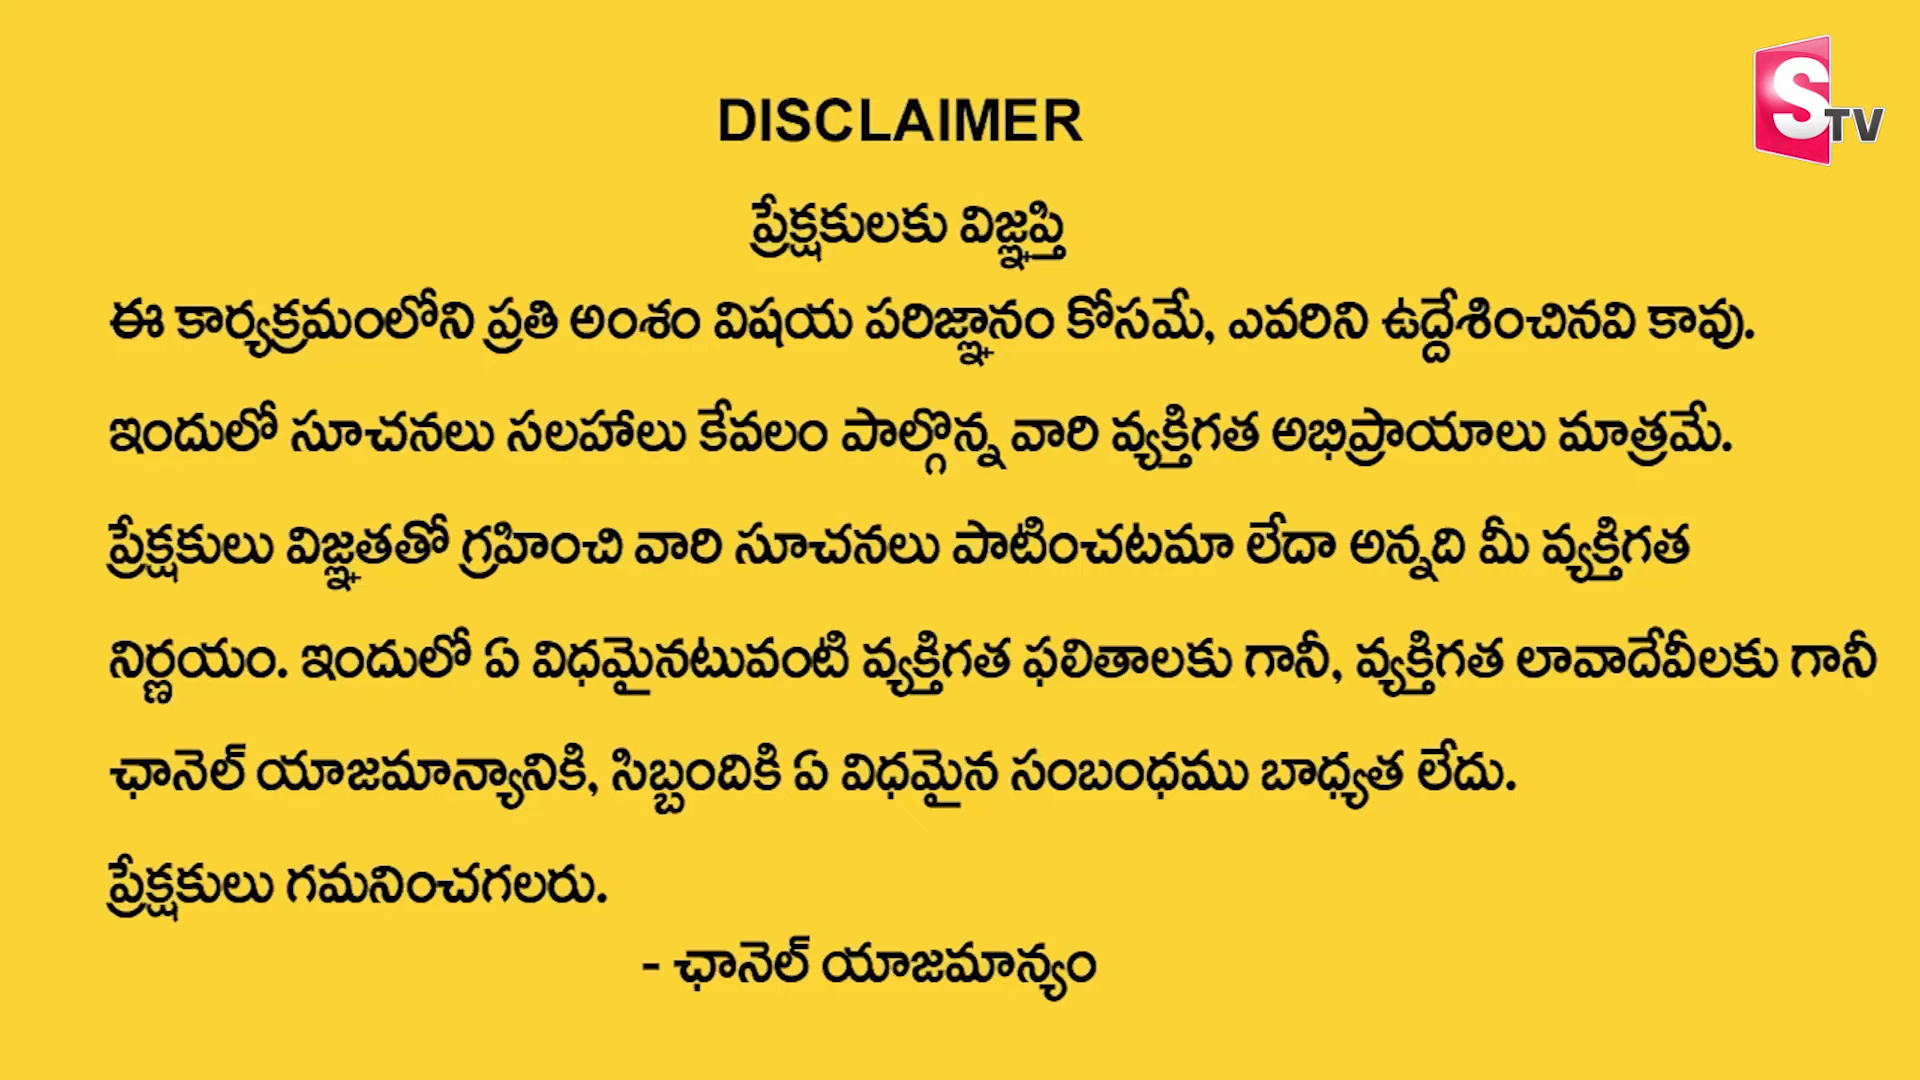 S TV
DISCLAIMER
ప్రేక్షకులకు విజ్ఞప్తి
ఈ కార్యక్రమంలోని ప్రతి అంశం విషయ పరిజ్ఞానం కోసమే, ఎవరిని ఉద్దేశించినవి కావు.
ఇందులో సూచనలు సలహాలు కేవలం పాల్గొన్న వారి వ్యక్తిగత అభిప్రాయాలు మాత్రమే.
ప్రేక్షకులు విజ్ఞతతో గ్రహించి వారి సూచనలు పాటించటమా లేదా అన్నది మీ వ్యక్తిగత
నిర్ణయం. ఇందులో ఏ విధమైనటువంటి వ్యక్తిగత ఫలితాలకు గానీ, వ్యక్తిగత లావాదేవీలకు గానీ
ఛానెల్ యాజమాన్యానికి, సిబ్బందికి ఏ విధమైన సంబంధము బాధ్యత లేదు.
ప్రేక్షకులు గమనించగలరు.
- ఛానెల్ యాజమాన్యం